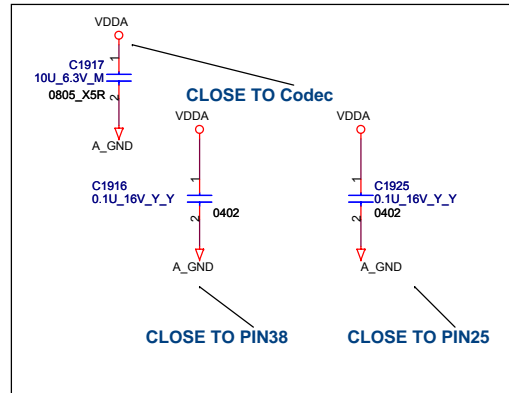 VDDA
1
C1917
10U_6.3V_M
2
0805_X5R
CLOSE TO Codec
A_GND
VDDA
1
C1916
0.1U_16V_Y_Y
0402
2
A_GND
CLOSE TO PIN38
VDDA
1
C1925
0.1U_16V_Y_Y
0402
2
A_GND
CLOSE TO PIN25